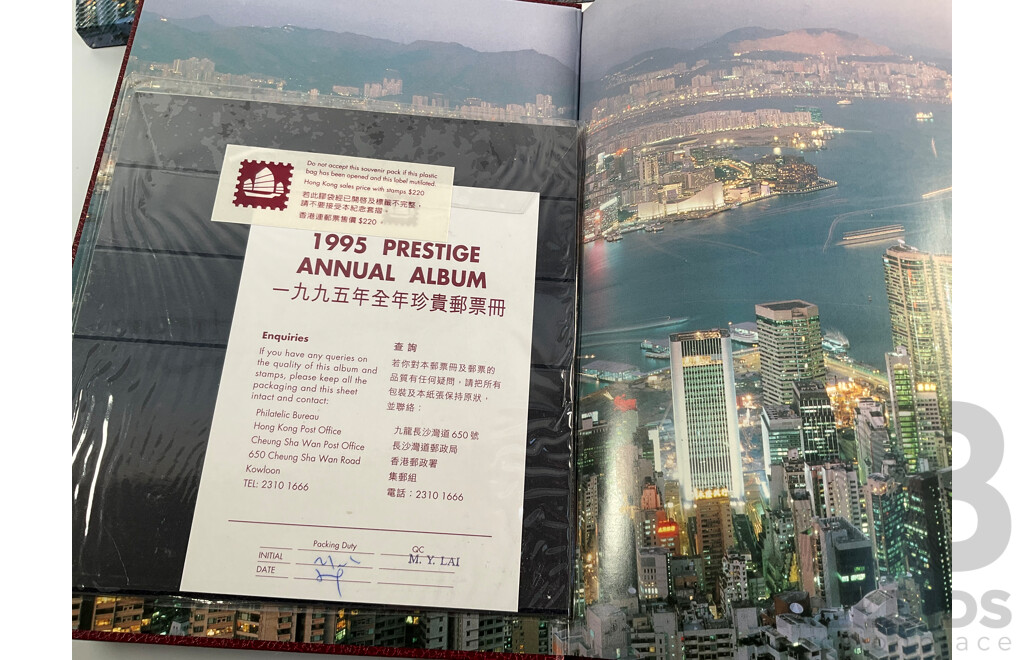 Do not accept this souvenir pack if this plastic
bag has been opened and this label mutilated.
Hong Kong sales price with stamps $220
若此膠袋經已開啓及標籤不完整，
請不要接受本紀念套摺。
香港連郵票售價 $220。
1995 PRESTIGE
ANNUAL ALBUM
一九九五年全年珍貴郵票冊
Enquiries
If you have any queries on
the quality of this album and
stamps, please keep all the
packaging and this sheet
intact and contact:
Philatelic Bureau
Hong Kong Post Office
Cheung Sha Wan Post Office
650 Cheung Sha Wan Road
Kowloon
TEL: 2310 1666
查詢
若你對本郵票冊及郵票的
品質有任何疑問，請把所有
包裝及本紙張保持原狀，
並聯絡：
九龍長沙灣道 650 號
長沙灣郵政局
香港郵政署
集郵組
電話：2310 1666
Packing Duty
QC
INITIAL
M. Y. LAI
DATE